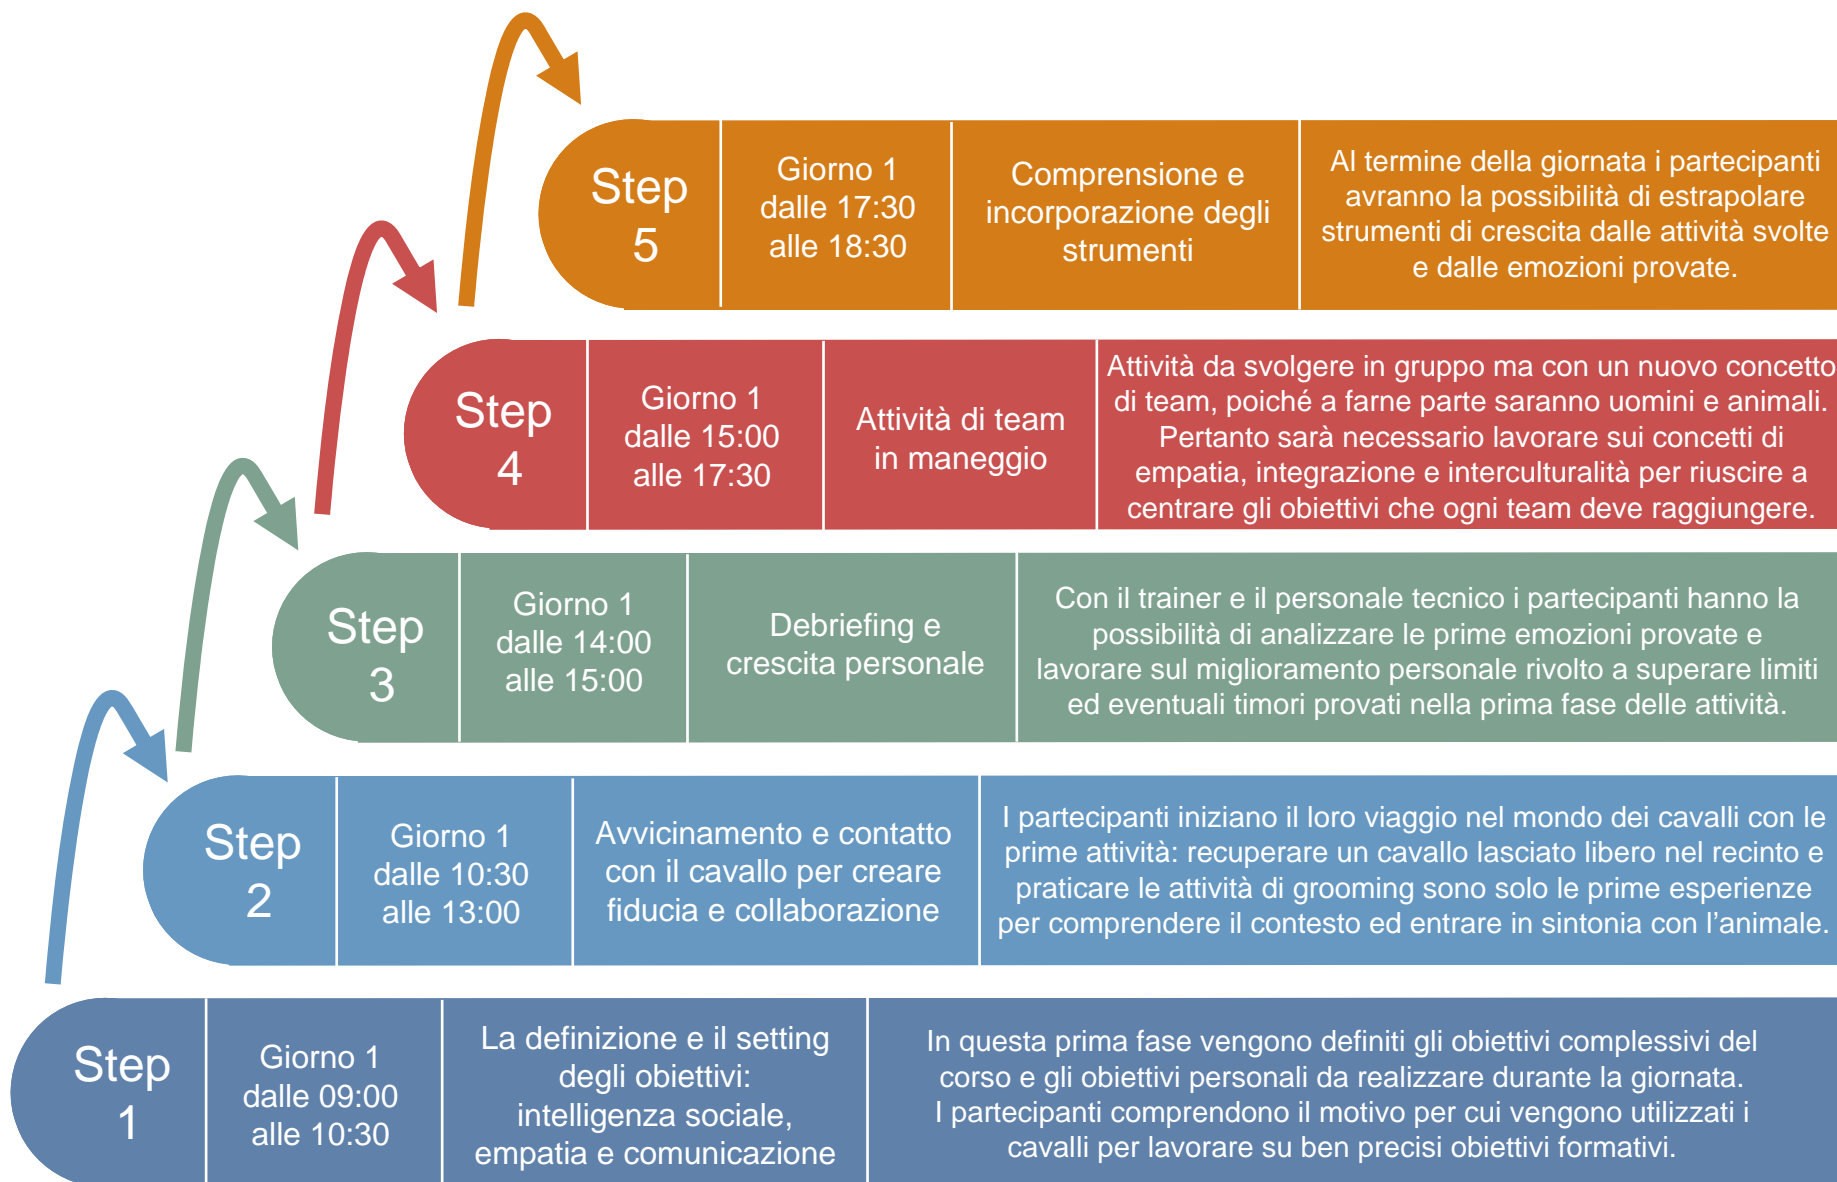 Step
5
Giorno 1
dalle 17:30
alle 18:30
Comprensione e
incorporazione degli
strumenti
Al termine della giornata i partecipanti
avranno la possibilità di estrapolare
strumenti di crescita dalle attività svolte
e dalle emozioni provate.
Step
4
Giorno 1
dalle 15:00
alle 17:30
Attività di team
in maneggio
Attività da svolgere in gruppo ma con un nuovo concetto
di team, poiché a farne parte saranno uomini e animali.
Pertanto sarà necessario lavorare sui concetti di
empatia, integrazione e interculturalità per riuscire a
centrare gli obiettivi che ogni team deve raggiungere.
Step
3
Giorno 1
dalle 14:00
alle 15:00
Debriefing e
crescita personale
Con il trainer e il personale tecnico i partecipanti hanno la
possibilità di analizzare le prime emozioni provate e
lavorare sul miglioramento personale rivolto a superare limiti
ed eventuali timori provati nella prima fase delle attività.
Step
2
Giorno 1
dalle 10:30
alle 13:00
Avvicinamento e contatto
con il cavallo per creare
fiducia e collaborazione
I partecipanti iniziano il loro viaggio nel mondo dei cavalli con le
prime attività: recuperare un cavallo lasciato libero nel recinto e
praticare le attività di grooming sono solo le prime esperienze
per comprendere il contesto ed entrare in sintonia con l’animale.
Step
1
Giorno 1
dalle 09:00
alle 10:30
La definizione e il setting
degli obiettivi:
intelligenza sociale,
empatia e comunicazione
In questa prima fase vengono definiti gli obiettivi complessivi del
corso e gli obiettivi personali da realizzare durante la giornata.
I partecipanti comprendono il motivo per cui vengono utilizzati i
cavalli per lavorare su ben precisi obiettivi formativi.